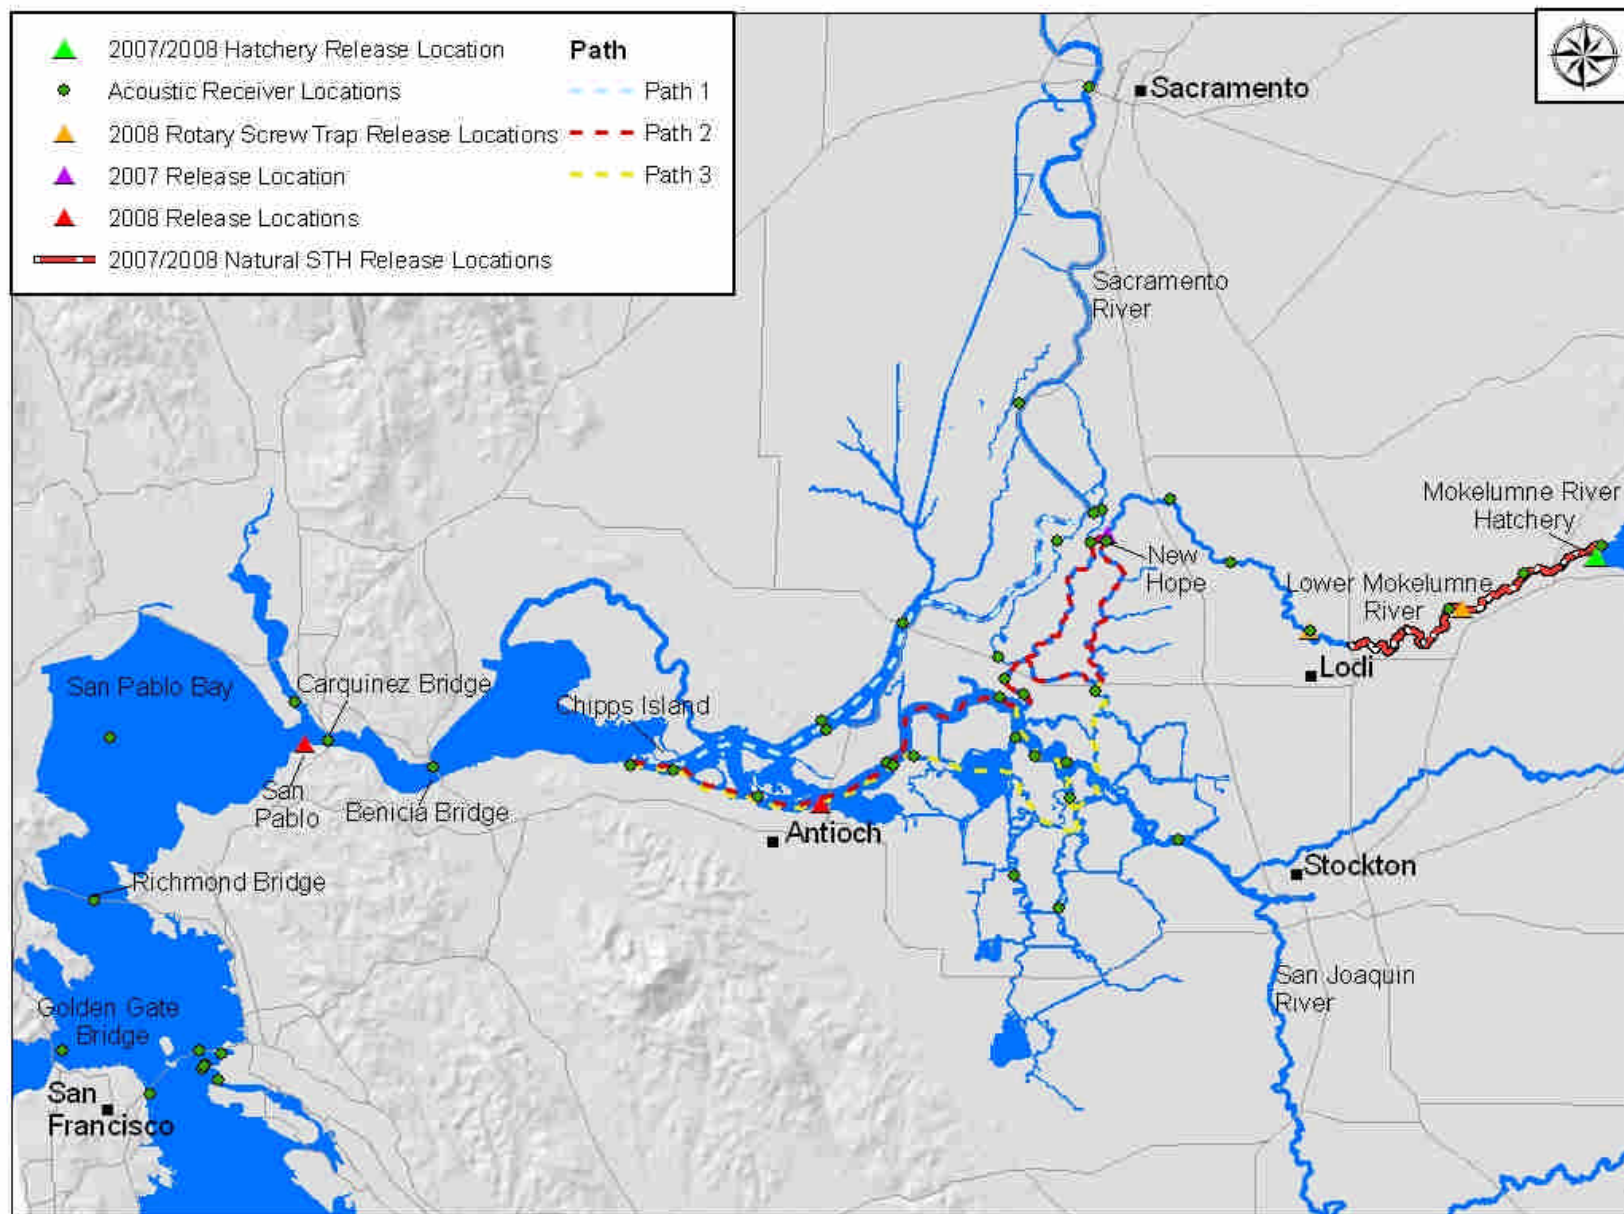 2007/2008 Hatchery Release Location
Acoustic Receiver Locations
2008 Rotary Screw Trap Release Locations
2007 Release Location
2008 Release Locations
2007/2008 Natural STH Release Locations
Path
Path 1
Path 2
Path 3
Sacramento
Sacramento
River
Mokelumne River
Hatchery
New
Hope
Lower Mokelumne
River
Lodi
San Pablo Bay
Carquinez Bridge
Chipps Island
San
Pablo
Benicia Bridge
Antioch
Richmond Bridge
Stockton
San Joaquin
River
Golden Gate
Bridge
San
Francisco